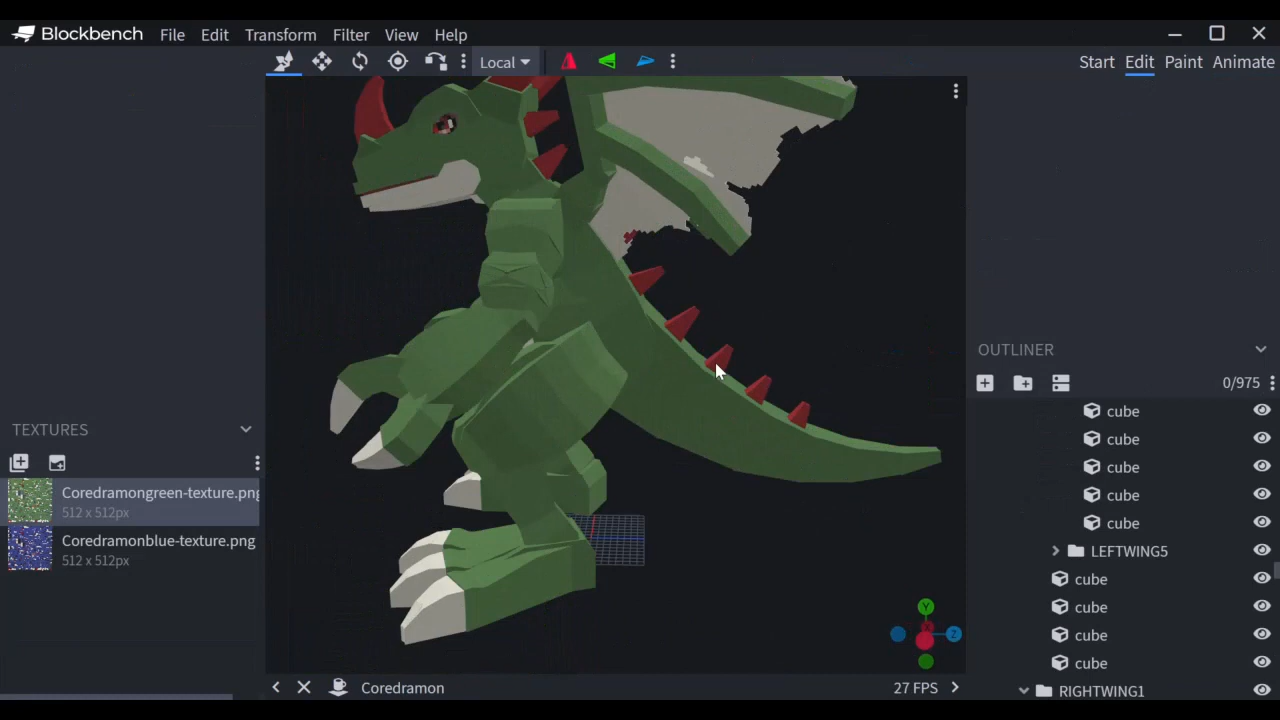 Blockbench File Edit Transform Filter View Help
Local
Start Edit Paint Animate
OUTLINER
0/975
cube
cube
cube
cube
cube
LEFTWING5
cube
cube
cube
cube
RIGHTWING1
TEXTURES
Coredramongreen-texture.png
512 x 512px
Coredramonblue-texture.png
512 x 512px
Y
X
Z
Coredramon
27 FPS